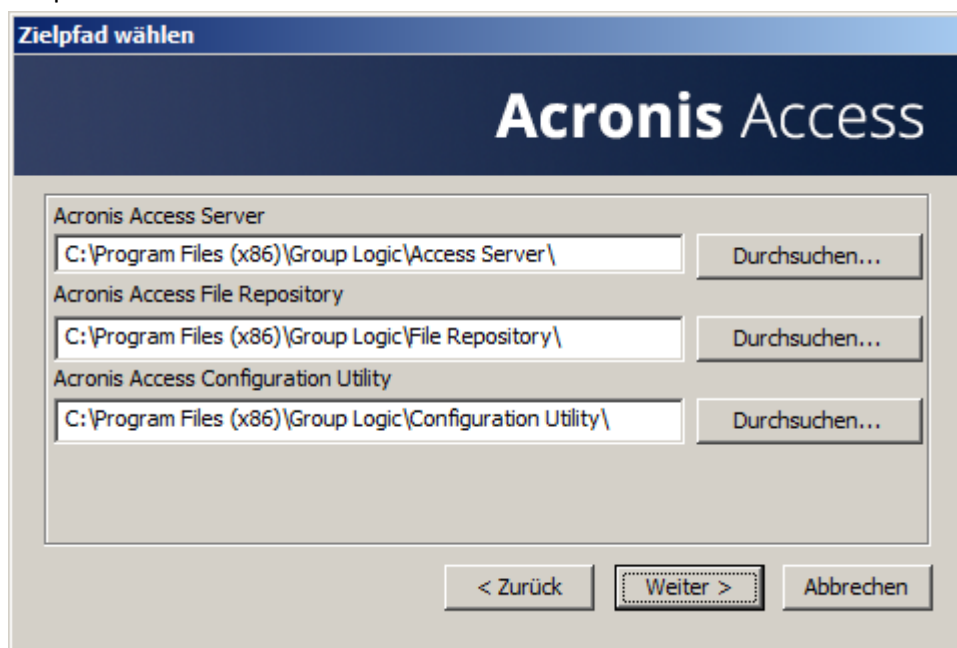 Zielpfad wählen
Acronis Access
Acronis Access Server
C:\Program Files (x86)\Group Logic\Access Server\
Durchsuchen...
Acronis Access File Repository
C:\Program Files (x86)\Group Logic\File Repository\
Durchsuchen...
Acronis Access Configuration Utility
C:\Program Files (x86)\Group Logic\Configuration Utility\
Durchsuchen...
< Zurück
Weiter >
Abbrechen